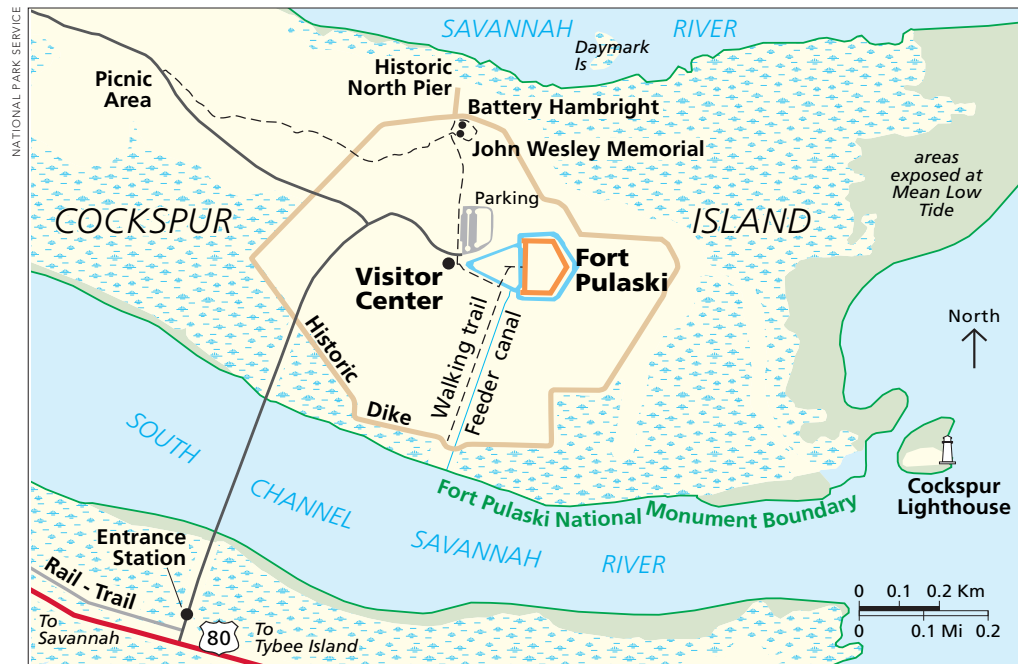 NATIONAL PARK SERVICE
SAVANNAH RIVER
Daymark
Is
Picnic
Area
Historic
North Pier
Battery Hambright
John Wesley Memorial
areas
exposed at
Mean Low
Tide
Parking
COCKSPUR ISLAND
Visitor
Center
Fort
Pulaski
North
Historic
Dike
Walking trail
Feeder canal
SOUTH
CHANNEL
SAVANNAH
RIVER
Fort Pulaski National Monument Boundary
Cockspur
Lighthouse
Entrance
Station
Rail - Trail
To
Savannah
80
To
Tybee Island
0 0.1 0.2 Km
0 0.1 Mi 0.2